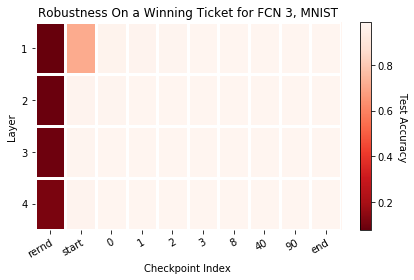 Robustness On a Winning Ticket for FCN 3, MNIST
Layer
1
2
3
4
rernd start 0 1 2 3 8 40 90 end
Checkpoint Index
0.8
0.6
0.4
0.2
Test Accuracy